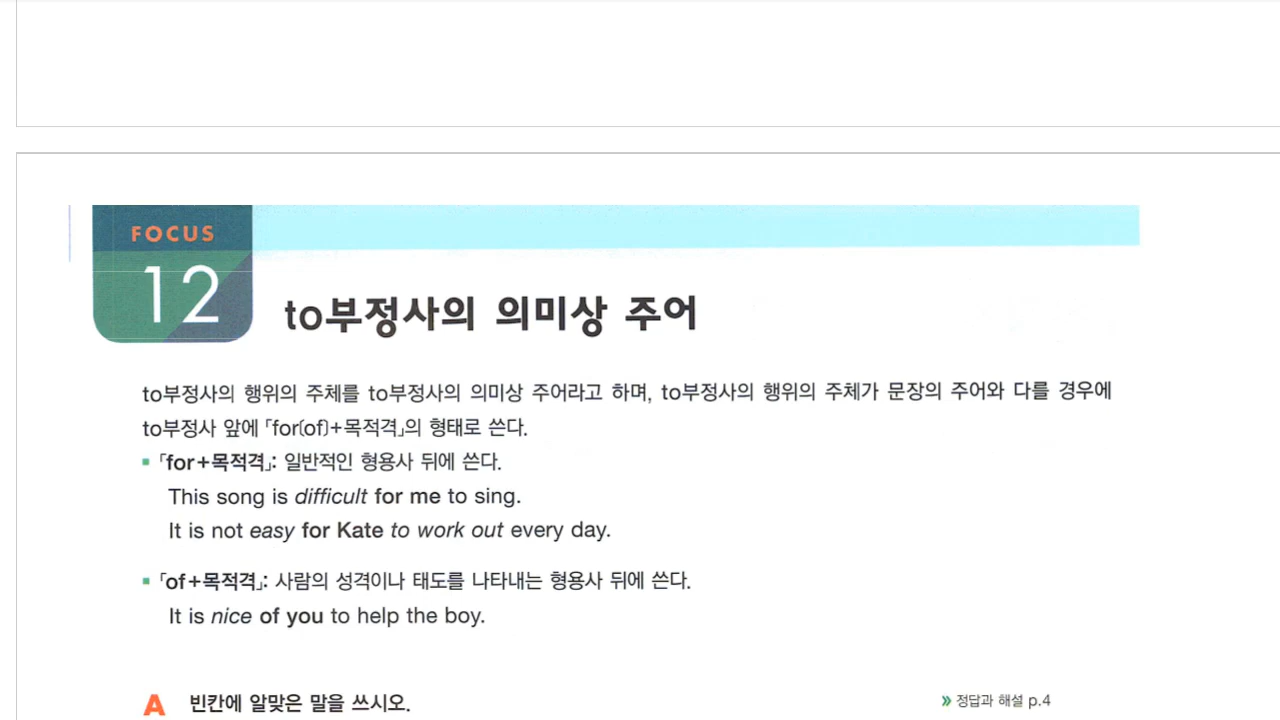 FOCUS
12
to부정사의 의미상 주어
to부정사의 행위의 주체를 to부정사의 의미상 주어라고 하며, to부정사의 행위의 주체가 문장의 주어와 다를 경우에
to부정사 앞에 「for(of)+목적격」의 형태로 쓴다.
▪ 「for+목적격」: 일반적인 형용사 뒤에 쓴다.
This song is difficult for me to sing.
It is not easy for Kate to work out every day.
▪ 「of+목적격」: 사람의 성격이나 태도를 나타내는 형용사 뒤에 쓴다.
It is nice of you to help the boy.
A 빈칸에 알맞은 말을 쓰시오.
» 정답과 해설 p.4